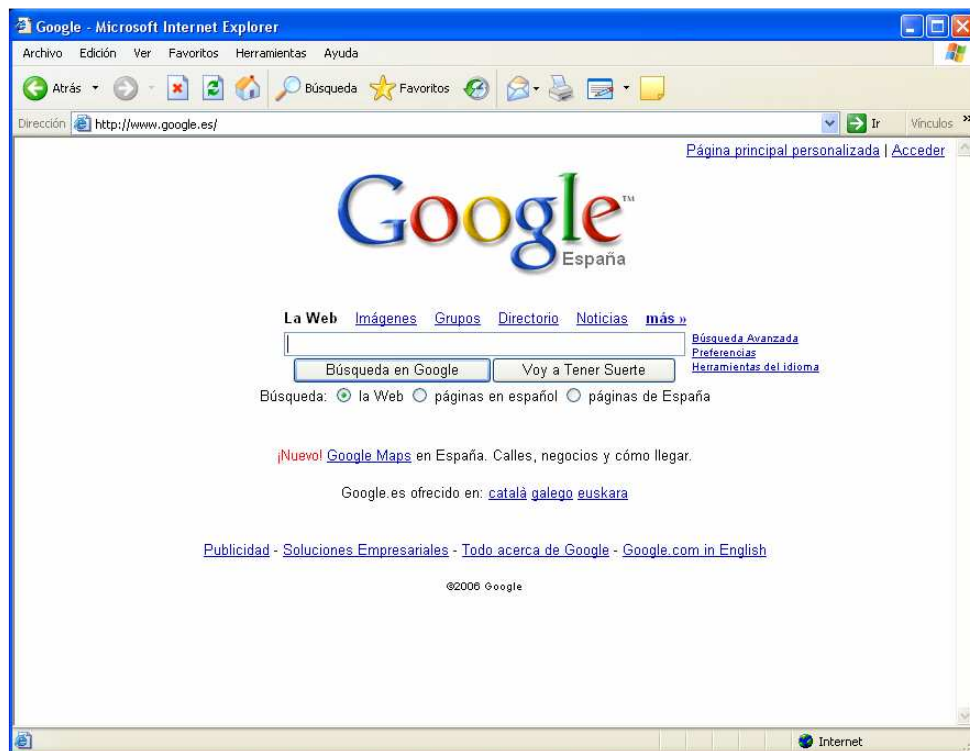 Google - Microsoft Internet Explorer
Archivo Edición Ver Favoritos Herramientas Ayuda
Atrás Búsqueda Favoritos
Dirección http://www.google.es/ Ir Vínculos »
Página principal personalizada | Acceder
Google™
España
La Web Imágenes Grupos Directorio Noticias más »
Búsqueda Avanzada
Preferencias
Herramientas del idioma
Búsqueda en Google Voy a Tener Suerte
Búsqueda: la Web páginas en español páginas de España
¡Nuevo! Google Maps en España. Calles, negocios y cómo llegar.
Google.es ofrecido en: català galego euskara
Publicidad - Soluciones Empresariales - Todo acerca de Google - Google.com in English
©2006 Google
Internet